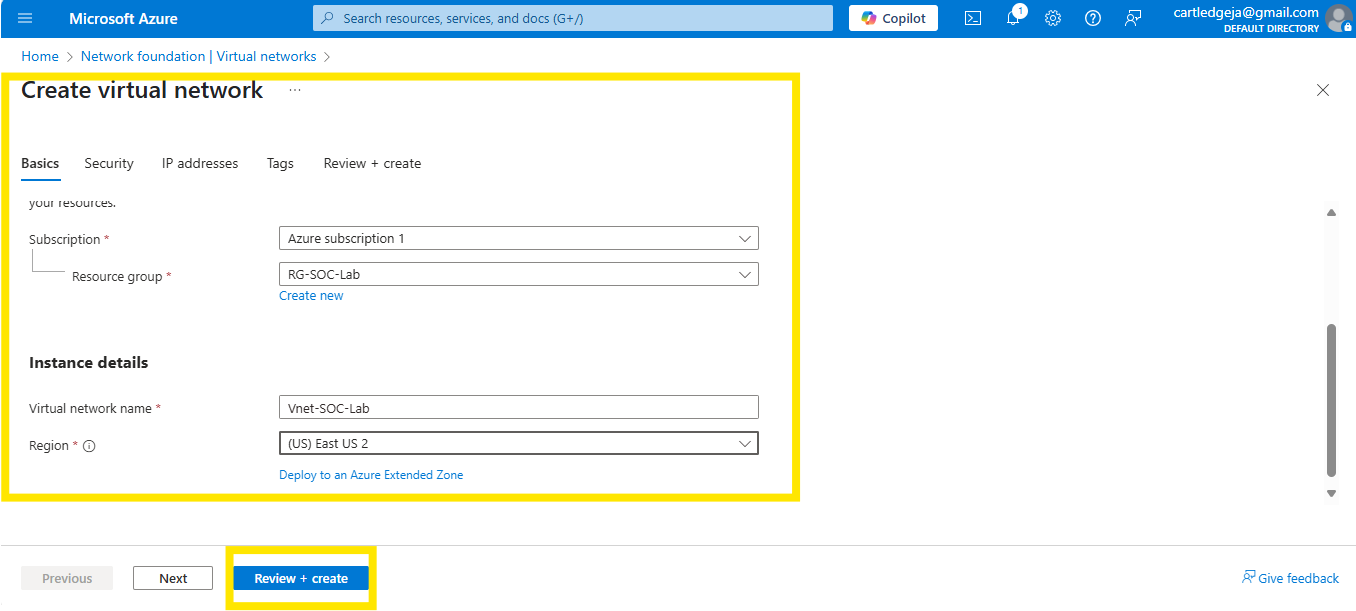 Microsoft Azure
Search resources, services, and docs (G+/)
Copilot
1
cartledgeja@gmail.com
DEFAULT DIRECTORY
Home > Network foundation | Virtual networks >
Create virtual network ...
Basics Security IP addresses Tags Review + create
your resources.
Subscription *
Azure subscription 1
Resource group *
RG-SOC-Lab
Create new
Instance details
Virtual network name *
Vnet-SOC-Lab
Region *
(US) East US 2
Deploy to an Azure Extended Zone
Previous Next Review + create Give feedback